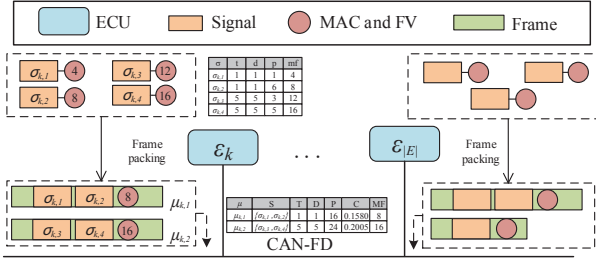 ECU Signal MAC and FV Frame
σk,1 4 σk,3 12
σk,2 8 σk,4 16
σ t d p mf
σk,1 1 1 1 4
σk,2 1 1 6 8
σk,3 5 5 3 12
σk,4 5 5 5 16
Frame packing
εk ... ε|E|
Frame packing
σk,1 σk,2 8 μk,1
σk,3 σk,4 16 μk,2
μ S T D P C MF
μk,1 {σk,1,σk,2} 1 1 16 0.1580 8
μk,2 {σk,3,σk,4} 5 5 24 0.2005 16
CAN-FD